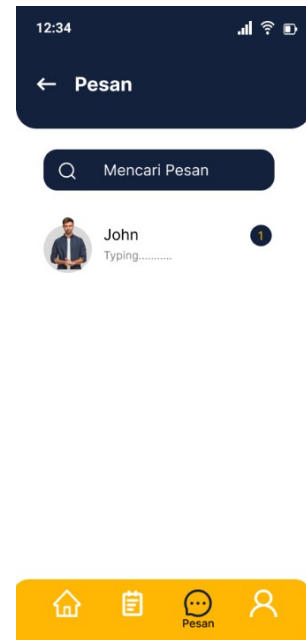 12:34
Pesan
Mencari Pesan
John
1
Typing...........
Pesan